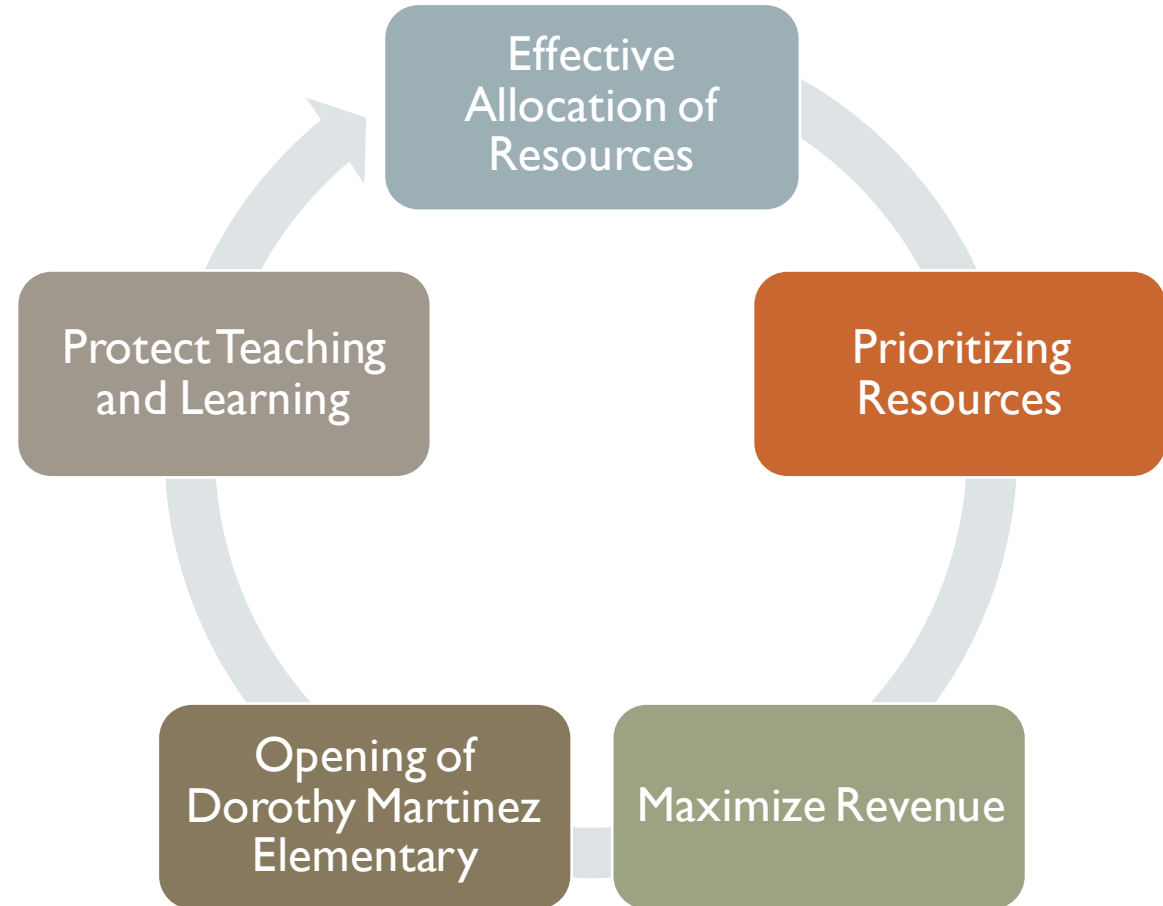 Effective
Allocation of
Resources
Prioritizing
Resources
Maximize Revenue
Opening of
Dorothy Martinez
Elementary
Protect Teaching
and Learning